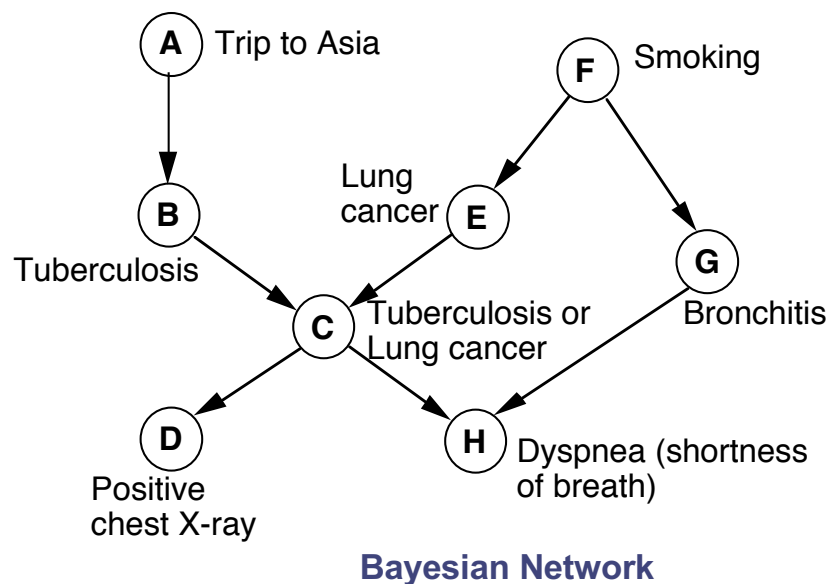 A
Trip to Asia
F
Smoking
Lung
cancer
E
B
Tuberculosis
G
Bronchitis
C
Tuberculosis or
Lung cancer
D
Positive
chest X-ray
H
Dyspnea (shortness
of breath)
Bayesian Network